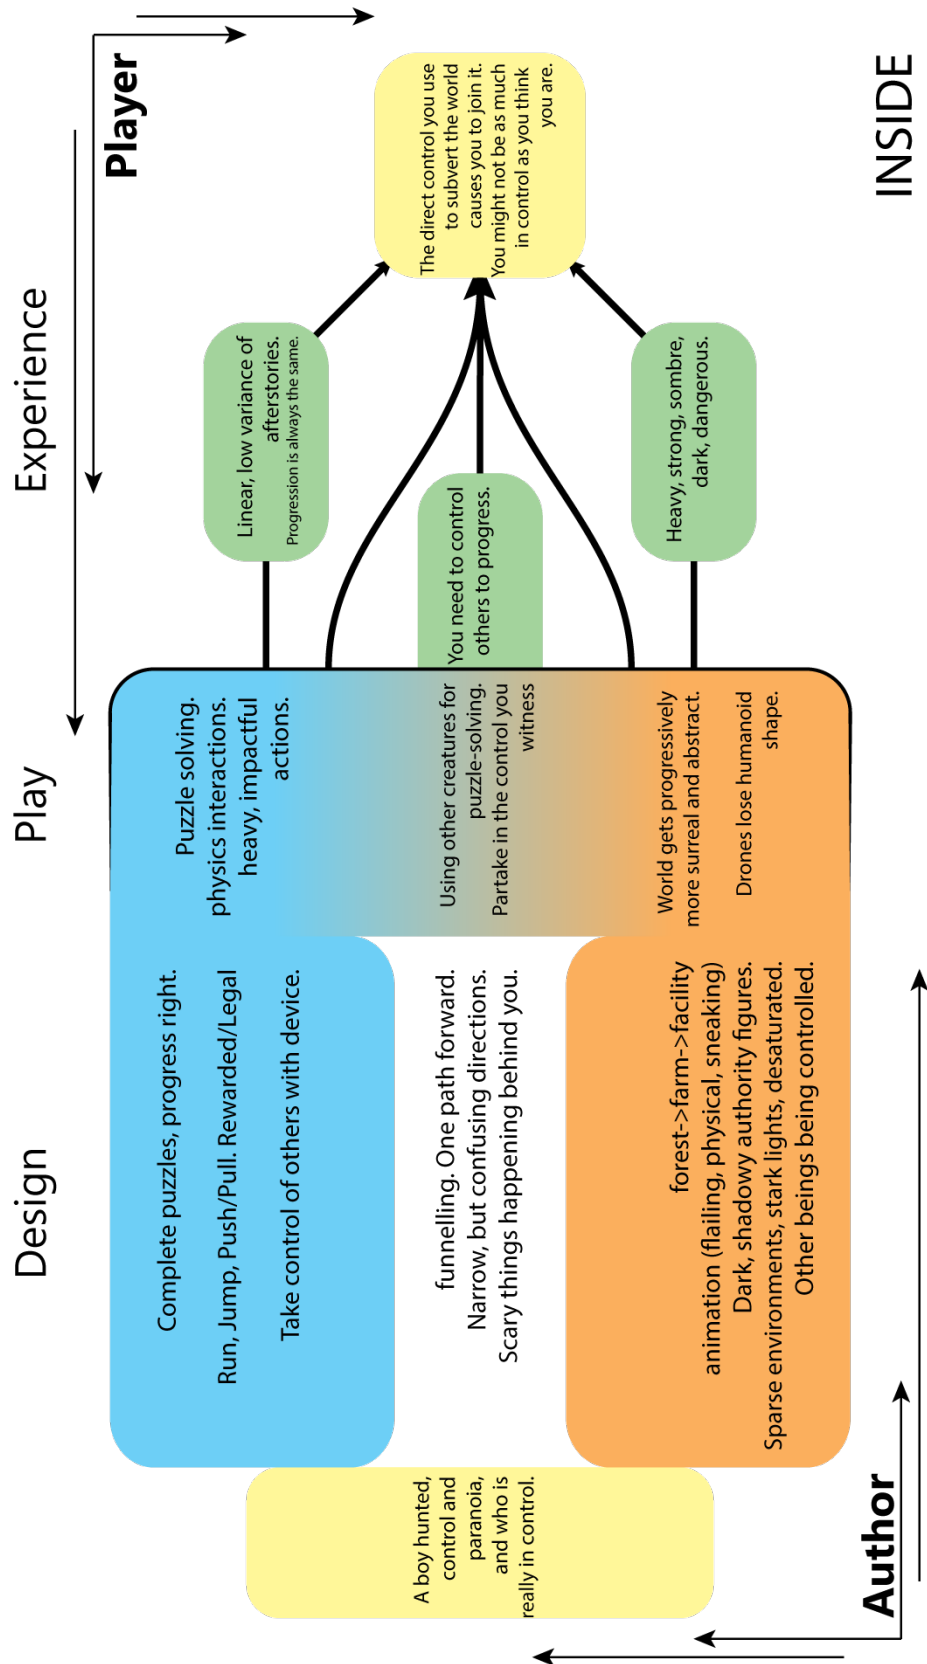 Design
Play
Experience
Player
Author
INSIDE
A boy hunted,
control and
paranoia,
and who is
really in control.
Complete puzzles, progress right.
Run, Jump, Push/Pull. Rewarded/Legal
Take control of others with device.
funnelling. One path forward.
Narrow, but confusing directions.
Scary things happening behind you.
forest->farm->facility
animation (flailing, physical, sneaking)
Dark, shadowy authority figures.
Sparse environments, stark lights, desaturated.
Other beings being controlled.
Puzzle solving.
physics interactions.
heavy, impactful
actions.
Using other creatures for
puzzle-solving.
Partake in the control you
witness
World gets progressively
more surreal and abstract.
Drones lose humanoid
shape.
Linear, low variance of
afterstories.
Progression is always the same.
You need to control
others to progress.
Heavy, strong, sombre,
dark, dangerous.
The direct control you use
to subvert the world
causes you to join it.
You might not be as much
in control as you think
you are.